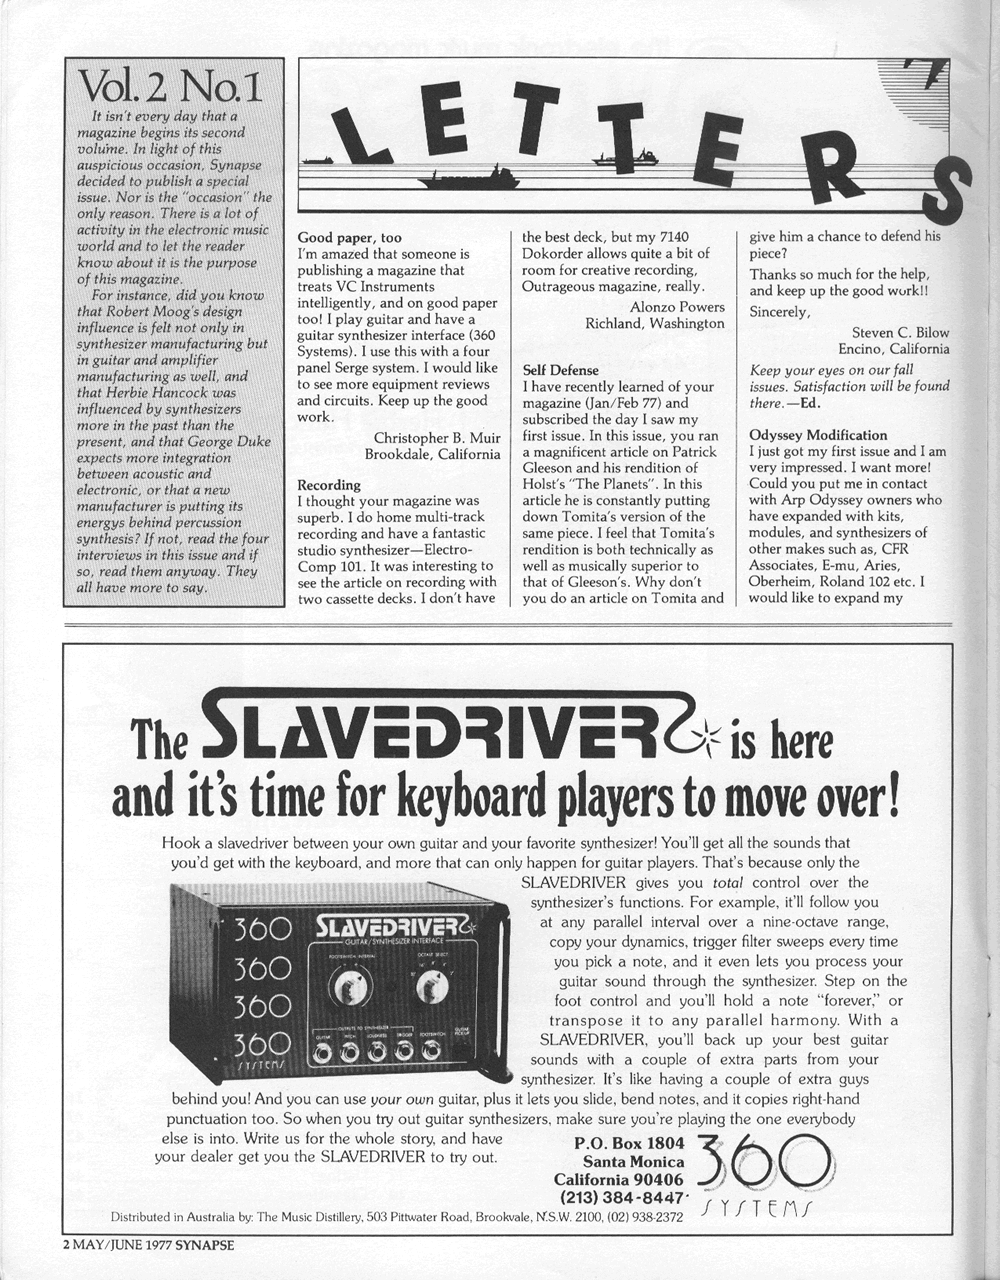 Vol. 2 No. 1
It isn't every day that a
magazine begins its second
volume. In light of this
auspicious occasion, Synapse
decided to publish a special
issue. Nor is the "occasion" the
only reason. There is a lot of
activity in the electronic music
world and to let the reader
know about it is the purpose
of this magazine.
For instance, did you know
that Robert Moog's design
influence is felt not only in
synthesizer manufacturing but
in guitar and amplifier
manufacturing as well, and
that Herbie Hancock was
influenced by synthesizers
more in the past than the
present, and that George Duke
expects more integration
between acoustic and
electronic, or that a new
manufacturer is putting its
energys behind percussion
synthesis? If not, read the four
interviews in this issue and if
so, read them anyway. They
all have more to say.
LETTERS
Good paper, too
I'm amazed that someone is
publishing a magazine that
treats VC Instruments
intelligently, and on good paper
too! I play guitar and have a
guitar synthesizer interface (360
Systems). I use this with a four
panel Serge system. I would like
to see more equipment reviews
and circuits. Keep up the good
work.
Christopher B. Muir
Brookdale, California
Recording
I thought your magazine was
superb. I do home multi-track
recording and have a fantastic
studio synthesizer—Electro-
Comp 101. It was interesting to
see the article on recording with
two cassette decks. I don't have
the best deck, but my 7140
Dokorder allows quite a bit of
room for creative recording,
Outrageous magazine, really.
Alonzo Powers
Richland, Washington
Self Defense
I have recently learned of your
magazine (Jan/Feb 77) and
subscribed the day I saw my
first issue. In this issue, you ran
a magnificent article on Patrick
Gleeson and his rendition of
Holst's "The Planets". In this
article he is constantly putting
down Tomita's version of the
same piece. I feel that Tomita's
rendition is both technically as
well as musically superior to
that of Gleeson's. Why don't
you do an article on Tomita and
give him a chance to defend his
piece?
Thanks so much for the help,
and keep up the good work!!
Sincerely,
Steven C. Bilow
Encino, California
Keep your eyes on our fall
issues. Satisfaction will be found
there.—Ed.
Odyssey Modification
I just got my first issue and I am
very impressed. I want more!
Could you put me in contact
with Arp Odyssey owners who
have expanded with kits,
modules, and synthesizers of
other makes such as, CFR
Associates, E-mu, Aries,
Oberheim, Roland 102 etc. I
would like to expand my
The SLAVEDRIVER is here
and it's time for keyboard players to move over!
Hook a slavedriver between your own guitar and your favorite synthesizer! You'll get all the sounds that
you'd get with the keyboard, and more that can only happen for guitar players. That's because only the
SLAVEDRIVER gives you total control over the
synthesizer's functions. For example, it'll follow you
at any parallel interval over a nine-octave range,
copy your dynamics, trigger filter sweeps every time
you pick a note, and it even lets you process your
guitar sound through the synthesizer. Step on the
foot control and you'll hold a note "forever," or
transpose it to any parallel harmony. With a
SLAVEDRIVER, you'll back up your best guitar
sounds with a couple of extra parts from your
synthesizer. It's like having a couple of extra guys
behind you! And you can use your own guitar, plus it lets you slide, bend notes, and it copies right-hand
punctuation too. So when you try out guitar synthesizers, make sure you're playing the one everybody
else is into. Write us for the whole story, and have
your dealer get you the SLAVEDRIVER to try out.
360
360
360
360
SYSTEMS
SLAVEDRIVER
GUITAR/SYNTHESIZER INTERFACE
FOOTSWITCH INTERVAL
OCTAVE SELECT
OUTPUTS TO SYNTHESIZER
GUITAR PITCH LOUDNESS TRIGGER FOOTSWITCH
GUITAR
PICK-UP
P.O. Box 1804
Santa Monica
California 90406
(213) 384-8447
360
SYSTEMS
Distributed in Australia by: The Music Distillery, 503 Pittwater Road, Brookvale, N.S.W. 2100, (02) 938-2372
2 MAY/JUNE 1977 SYNAPSE